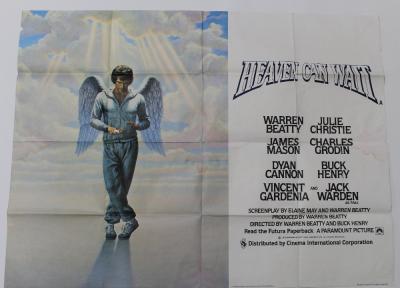 HEAVEN CAN WAIT
A
WARREN BEATTY JULIE CHRISTIE
JAMES MASON CHARLES GRODIN
DYAN CANNON BUCK HENRY
VINCENT GARDENIA AND JACK WARDEN
SCREENPLAY BY ELAINE MAY AND WARREN BEATTY
PRODUCED BY WARREN BEATTY
DIRECTED BY WARREN BEATTY AND BUCK HENRY
Read the Futura Paperback A PARAMOUNT PICTURE
Distributed by Cinema International Corporation